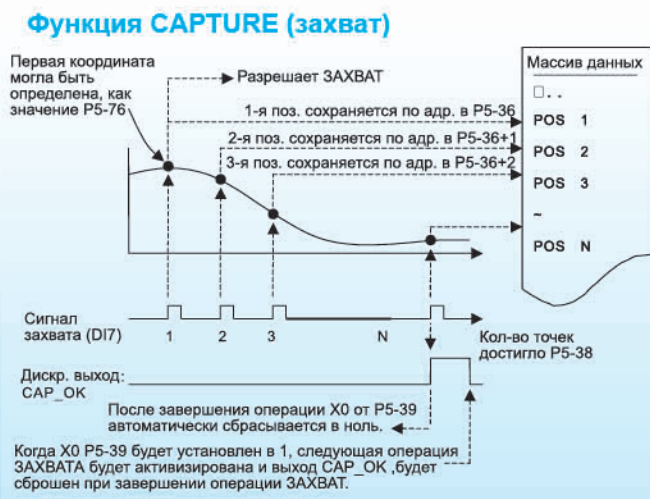 Функция CAPTURE (захват)
Первая координата
могла быть
определена, как
значение P5-76
Разрешает ЗАХВАТ
1-я поз. сохраняется по адр. в P5-36
2-я поз. сохраняется по адр. в P5-36+1
3-я поз. сохраняется по адр. в P5-36+2
Массив данных
□. .
POS 1
POS 2
POS 3
~
POS N
Сигнал
захвата (DI7)
1 2 3 N
Кол-во точек
достигло P5-38
Дискр. выход:
CAP_OK
После завершения операции X0 от P5-39
автоматически сбрасывается в ноль.
Когда X0 P5-39 будет установлен в 1, следующая операция
ЗАХВАТА будет активизирована и выход CAP_OK ,будет
сброшен при завершении операции ЗАХВАТ.